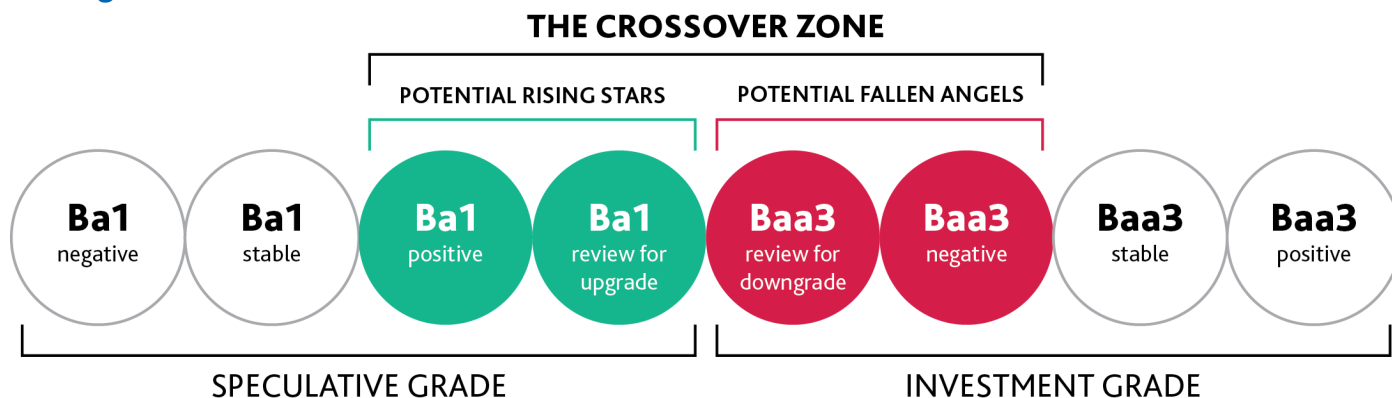 THE CROSSOVER ZONE
POTENTIAL RISING STARS
POTENTIAL FALLEN ANGELS
Ba1
negative
Ba1
stable
Ba1
positive
Ba1
review for
upgrade
Baa3
review for
downgrade
Baa3
negative
Baa3
stable
Baa3
positive
SPECULATIVE GRADE
INVESTMENT GRADE